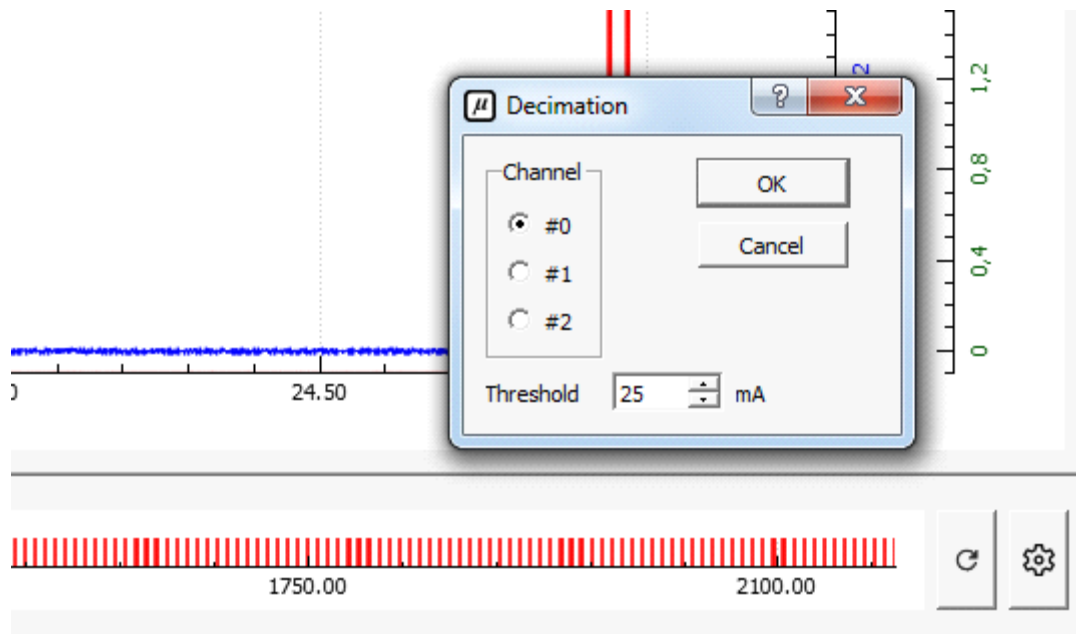 2
1,2
µ Decimation
?
Channel
OK
0,8
#0
Cancel
#1
0,4
#2
0
24.50
Threshold 25 mA
1750.00
2100.00